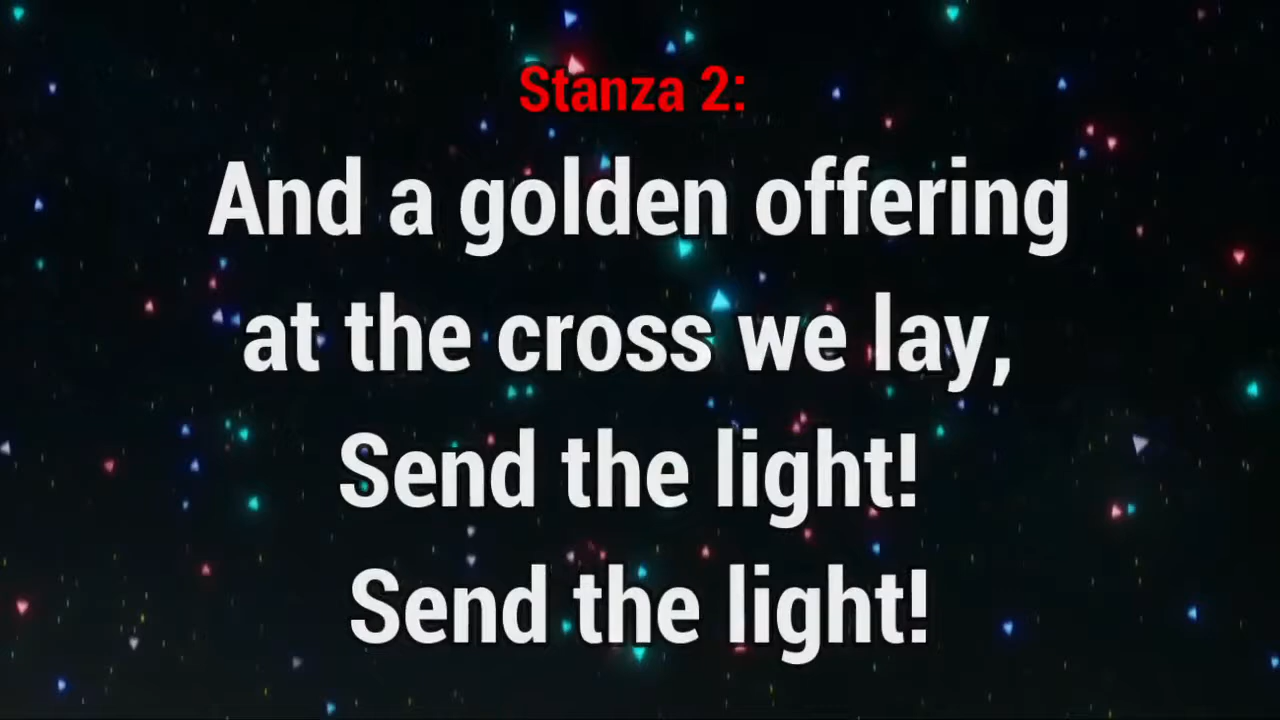 Stanza 2:
And a golden offering
at the cross we lay,
Send the light!
Send the light!